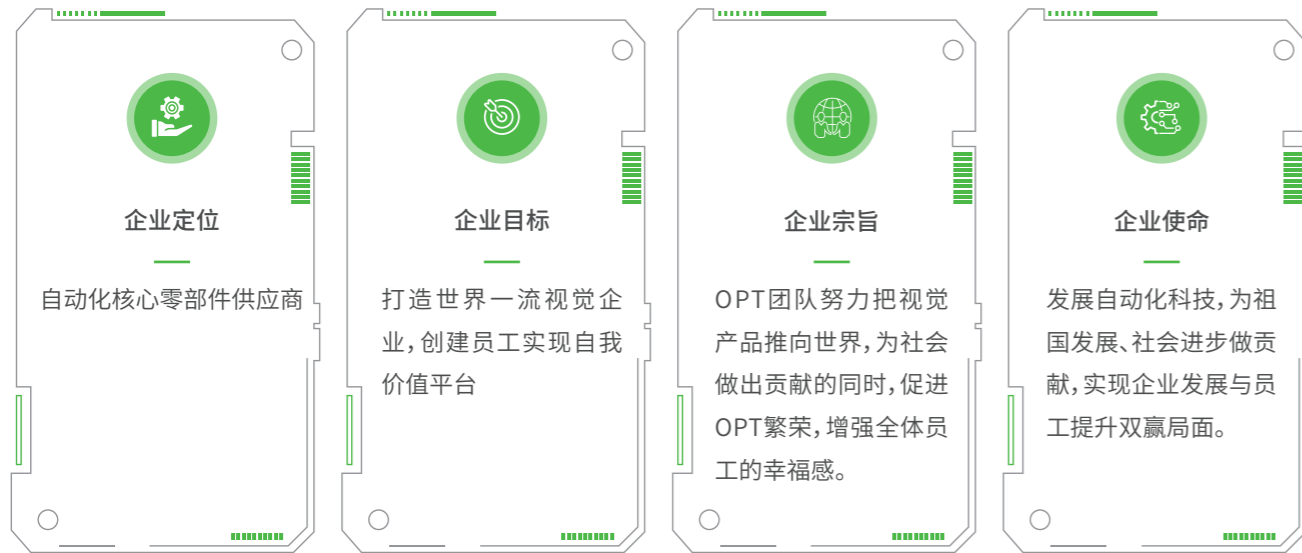 企业定位
自动化核心零部件供应商
企业目标
打造世界一流视觉企
业,创建员工实现自我
价值平台
企业宗旨
OPT团队努力把视觉
产品推向世界,为社会
做出贡献的同时,促进
OPT繁荣,增强全体员
工的幸福感。
企业使命
发展自动化科技,为祖
国发展、社会进步做贡
献,实现企业发展与员
工提升双赢局面。